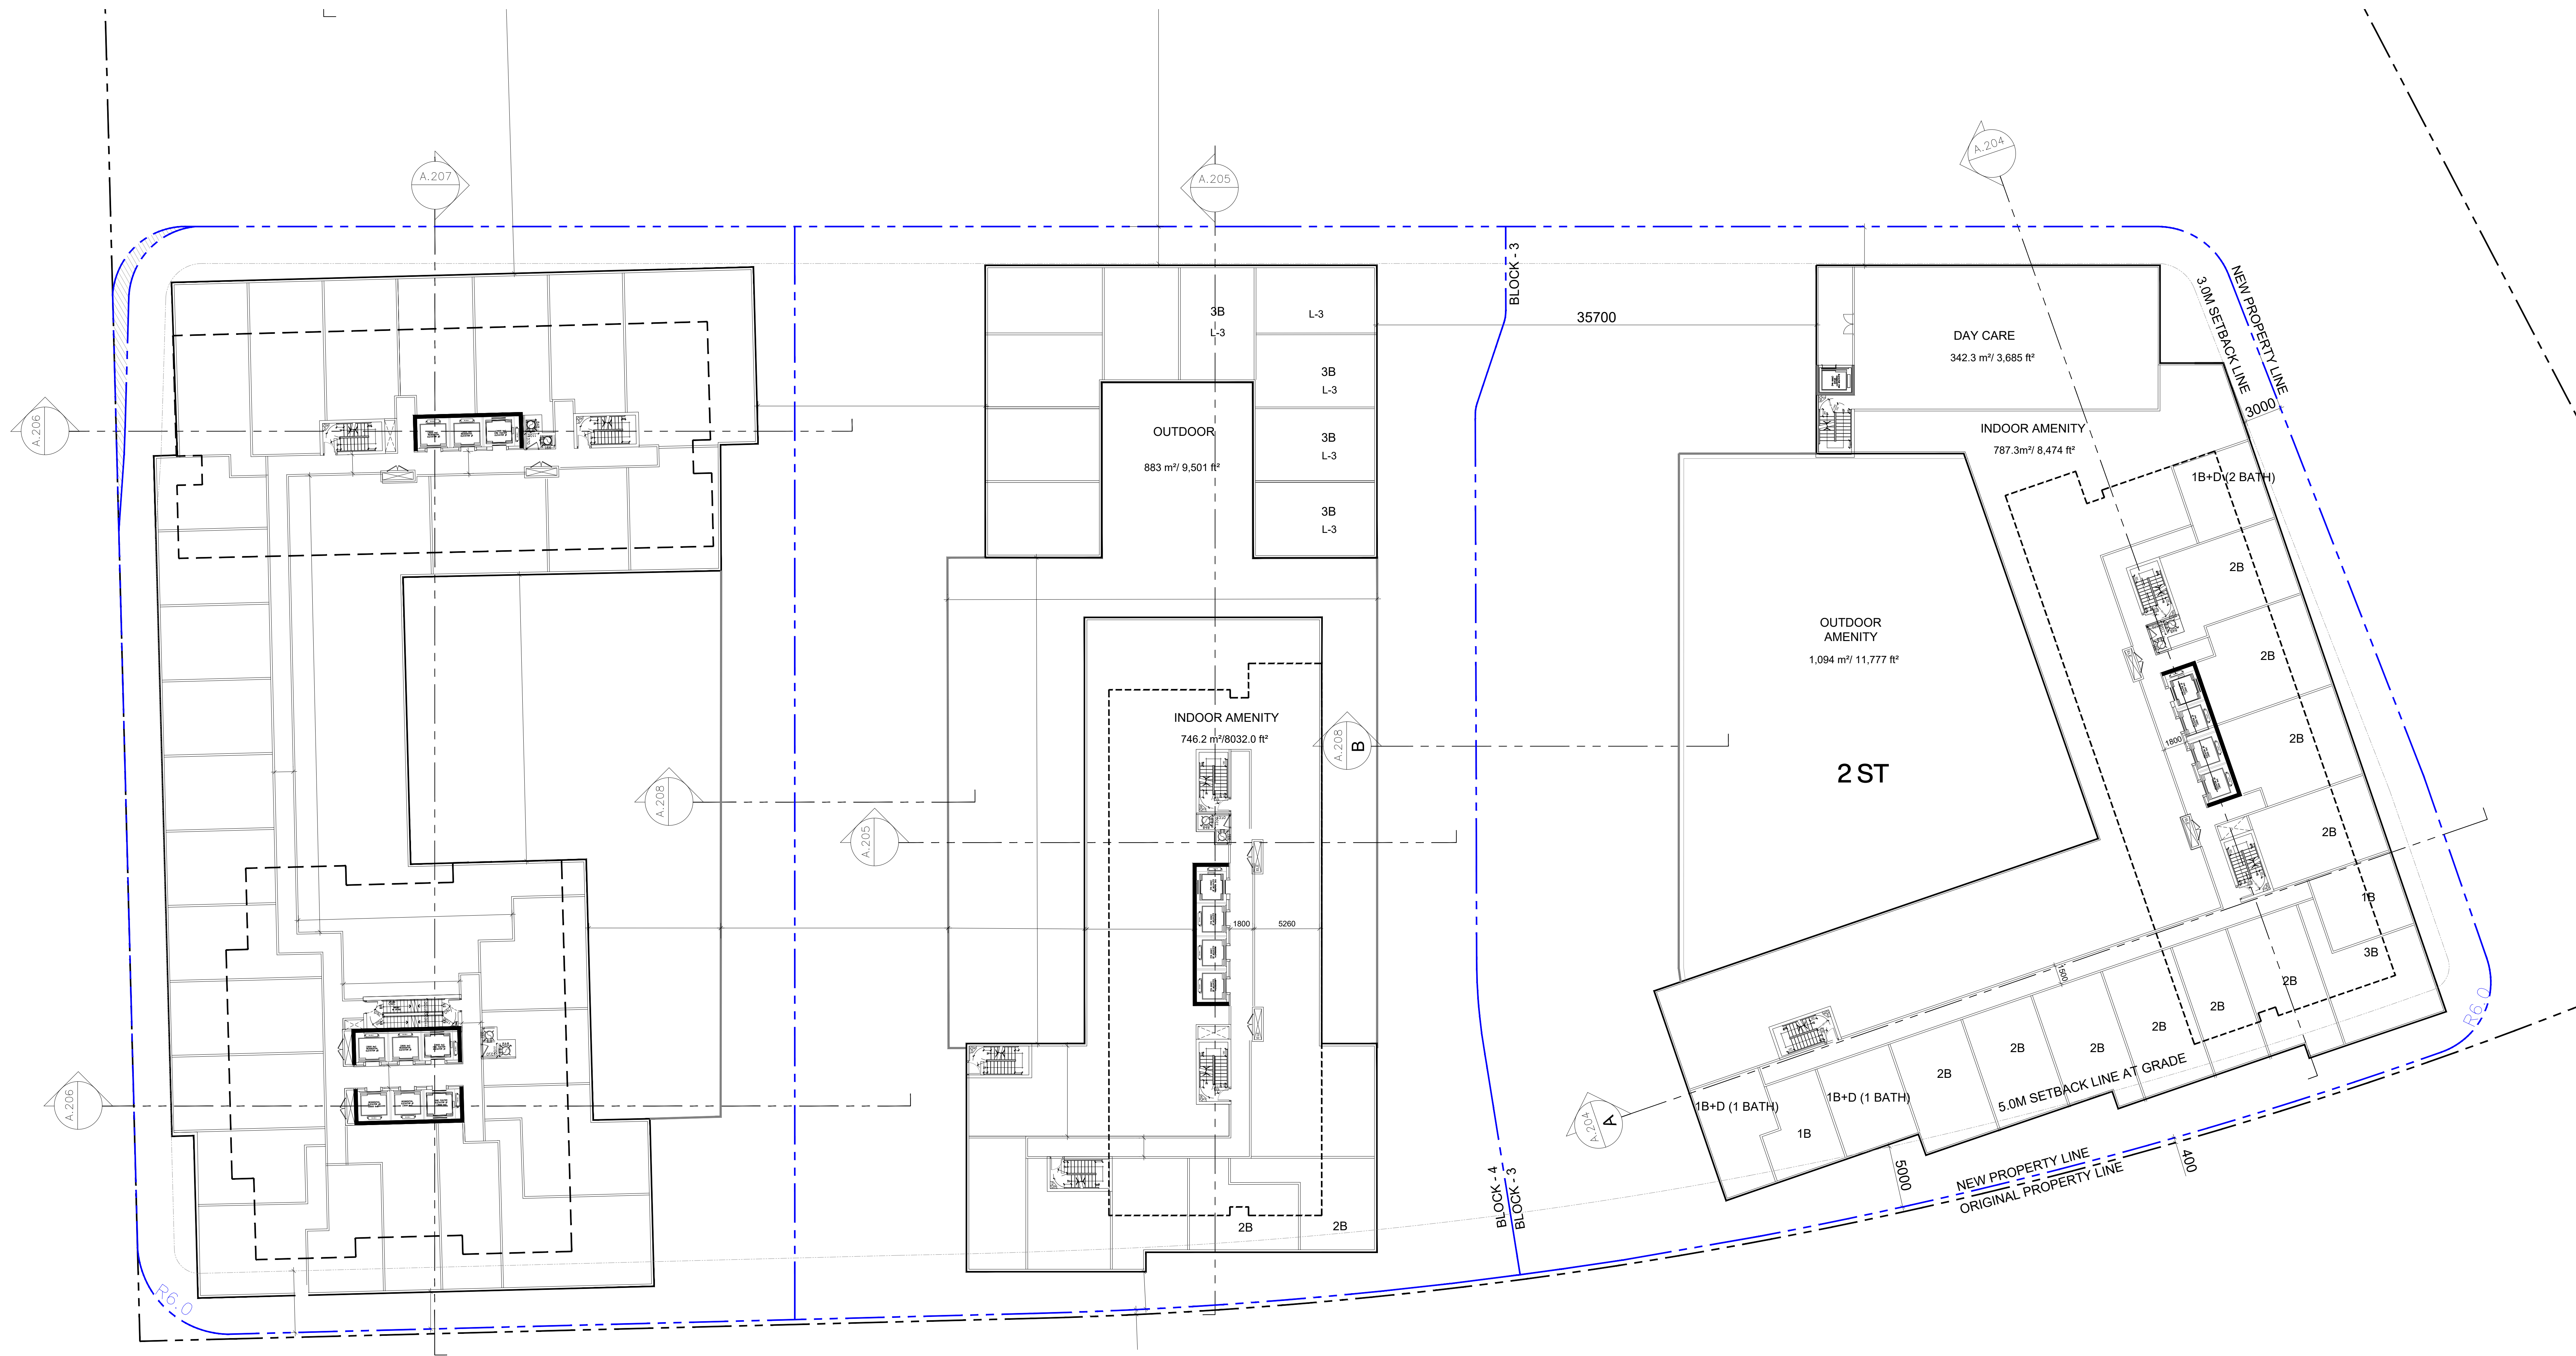 A.207
A.205
A.204
BLOCK - 3
NEW PROPERTY LINE
3.0M SETBACK LINE
3000
35700
DAY CARE
342.3 m²/ 3,685 ft²
3B
L-3
L-3
3B
L-3
3B
L-3
3B
L-3
A.206
OUTDOOR
883 m²/ 9,501 ft²
INDOOR AMENITY
787.3m²/ 8,474 ft²
1B+D (2 BATH)
2B
2B
2B
2B
1B
3B
2B
2B
2B
2B
2B
2B
OUTDOOR
AMENITY
1,094 m²/ 11,777 ft²
2 ST
1800
1500
INDOOR AMENITY
746.2 m²/8032.0 ft²
A.208
B
A.208
A.205
1800
5260
A.206
A.204
A
1B+D (1 BATH)
1B
1B+D (1 BATH)
5.0M SETBACK LINE AT GRADE
R6.0
2B
2B
BLOCK - 4
BLOCK - 3
5000
NEW PROPERTY LINE
ORIGINAL PROPERTY LINE
400
R6.0